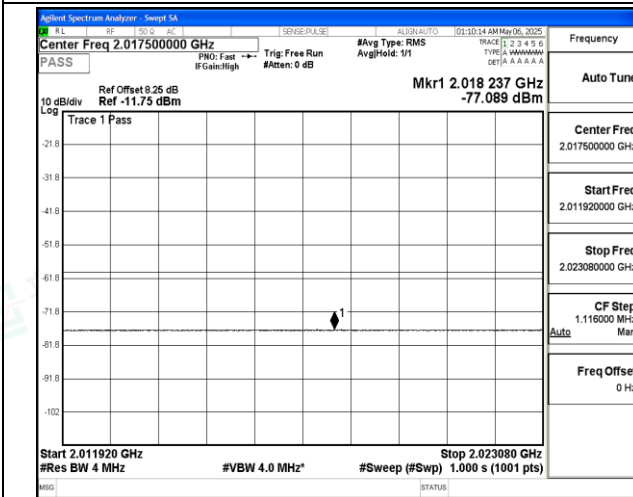 Agilent Spectrum Analyzer - Swept SA
RL RF 50 Ω AC SENSE:PULSE ALIGN AUTO 01:10:14 AM May 06, 2025
Center Freq 2.017500000 GHz
PASS
PNO: Fast
IFGain:High
Trig: Free Run
#Atten: 0 dB
#Avg Type: RMS
Avg|Hold: 1/1
TRACE 1 2 3 4 5 6
TYPE A WWWWW
DET A A A A A A
Ref Offset 8.25 dB
Ref -11.75 dBm
10 dB/div
Log
Mkr1 2.018 237 GHz
-77.089 dBm
Trace 1 Pass
-21.8
-31.8
-41.8
-51.8
-61.8
-71.8
-81.8
-91.8
-102
1
Start 2.011920 GHz
Stop 2.023080 GHz
#Res BW 4 MHz
#VBW 4.0 MHz*
#Sweep (#Swp) 1.000 s (1001 pts)
MSG
STATUS
Frequency
Auto Tune
Center Freq
2.017500000 GHz
Start Freq
2.011920000 GHz
Stop Freq
2.023080000 GHz
CF Step
1.116000 MHz
Auto Man
Freq Offset
0 Hz